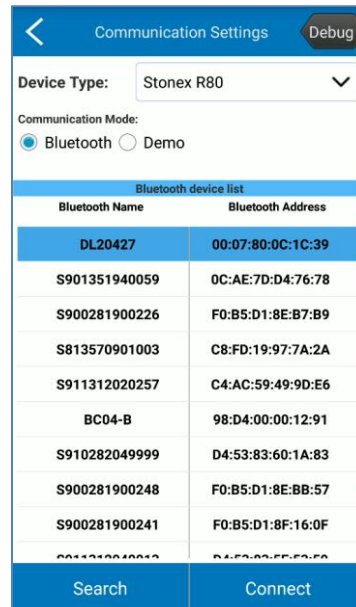 Communication Settings Debug
Device Type: Stonex R80
Communication Mode:
Bluetooth Demo
Bluetooth device list
Bluetooth Name Bluetooth Address
DL20427 00:07:80:0C:1C:39
S901351940059 0C:AE:7D:D4:76:78
S900281900226 F0:B5:D1:8E:B7:B9
S813570901003 C8:FD:19:97:7A:2A
S911312020257 C4:AC:59:49:9D:E6
BC04-B 98:D4:00:00:12:91
S910282049999 D4:53:83:60:1A:83
S900281900248 F0:B5:D1:8E:BB:57
S900281900241 F0:B5:D1:8F:16:0F
Search Connect